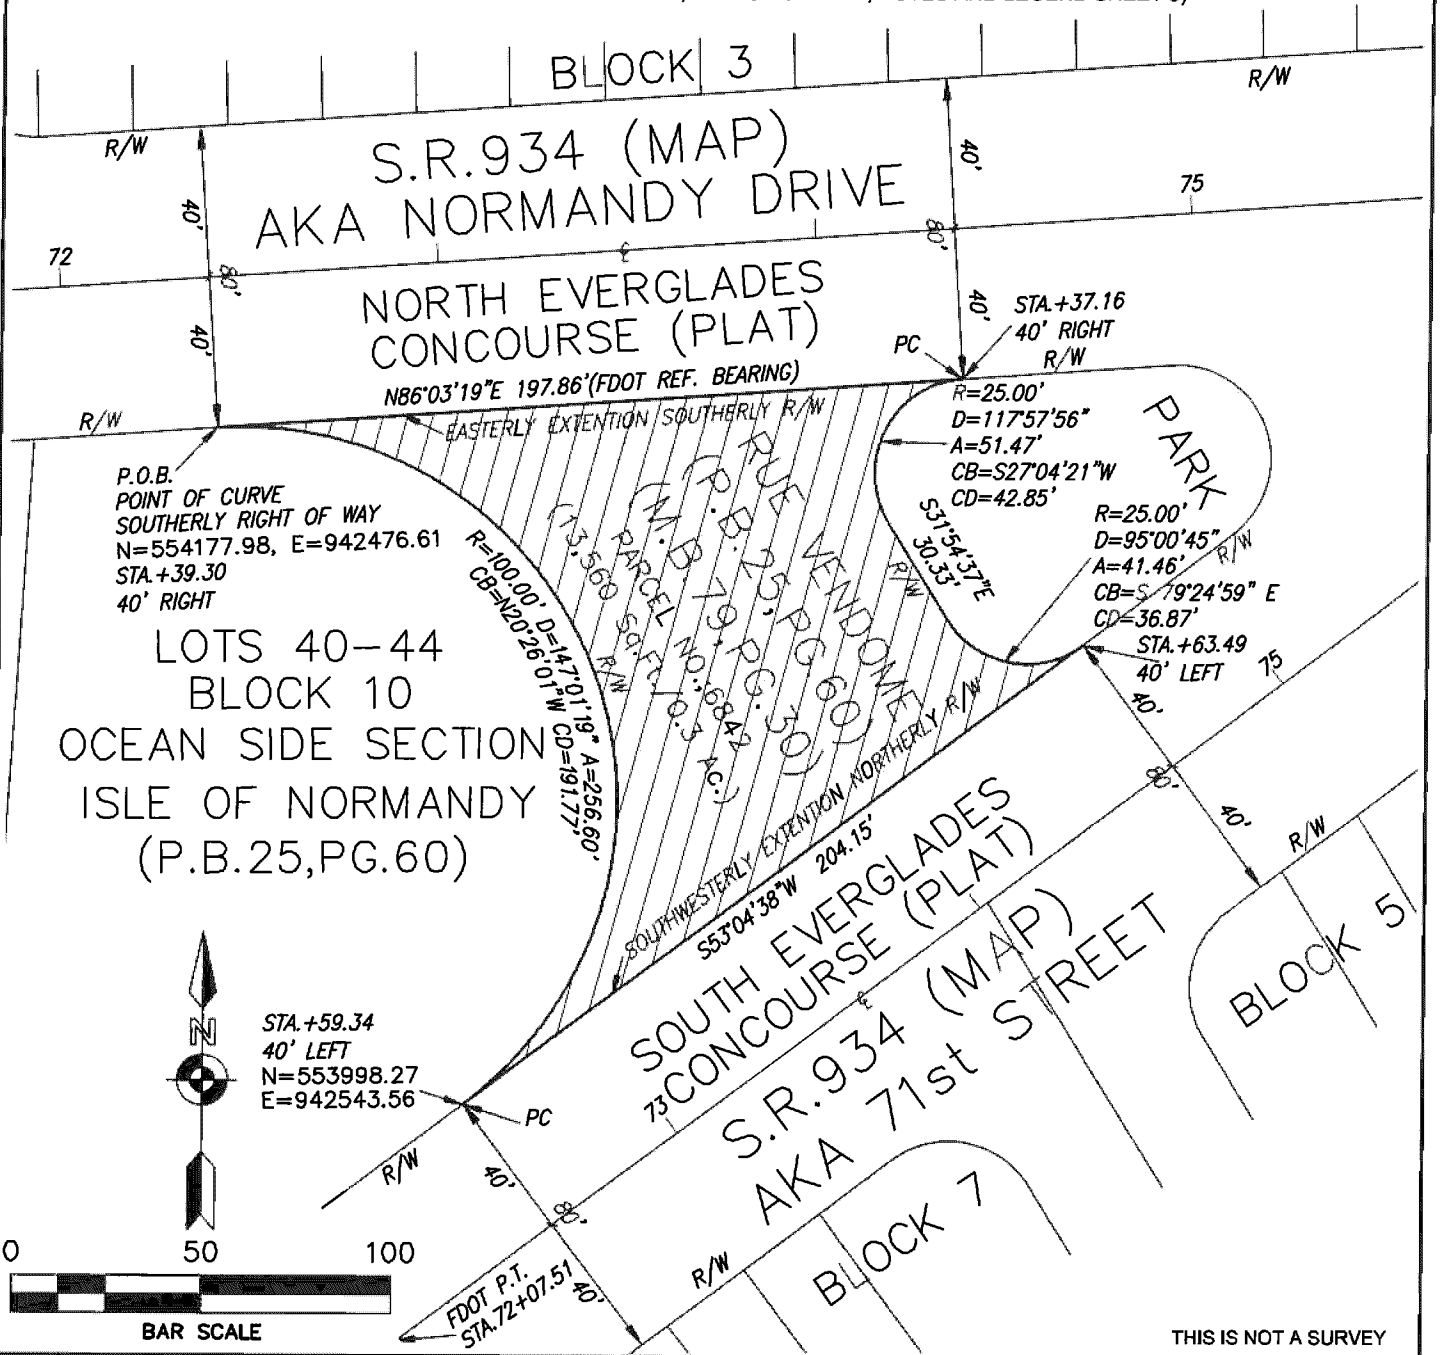 BLOCK 3
R/W
R/W
S.R.934 (MAP)
AKA NORMANDY DRIVE
40'
40'
75
72
80'
80'
NORTH EVERGLADES
CONCOURSE (PLAT)
40'
40'
STA.+37.16
40' RIGHT
R/W
PC
N86°03'19"E 197.86'(FDOT REF. BEARING)
R/W
EASTERLY EXTENTION SOUTHERLY R/W
R=25.00'
D=117°57'56"
A=51.47'
CB=S27°04'21"W
CD=42.85'
PARK
P.O.B.
POINT OF CURVE
SOUTHERLY RIGHT OF WAY
N=554177.98, E=942476.61
STA.+39.30
40' RIGHT
RUE VENDOME
(P.B. 25, PG 60)
(M.B. 79, PG. 30)
PARCEL NO. 6842
(13,560 Sq.Ft./0.3 Ac.)
R/W
R=100.00' D=147°01'19" A=256.60'
CB=N20°26'01"W CD=191.77'
S31°54'37"E
30.33'
R/W
R=25.00'
D=95°00'45"
A=41.46'
CB=S 79°24'59" E
CD=36.87'
R/W
STA.+63.49
40' LEFT
75
LOTS 40-44
BLOCK 10
OCEAN SIDE SECTION
ISLE OF NORMANDY
(P.B.25,PG.60)
SOUTHWESTERLY EXTENTION NORTHERLY R/W
S53°04'38"W 204.15'
40'
80'
40'
R/W
SOUTH EVERGLADES
CONCOURSE (PLAT)
73
S.R.934 (MAP)
AKA 71st STREET
BLOCK 5
N
STA.+59.34
40' LEFT
N=553998.27
E=942543.56
PC
R/W
40'
80'
40'
R/W
BLOCK 7
FDOT P.T.
STA.72+07.51
0 50 100
BAR SCALE
THIS IS NOT A SURVEY